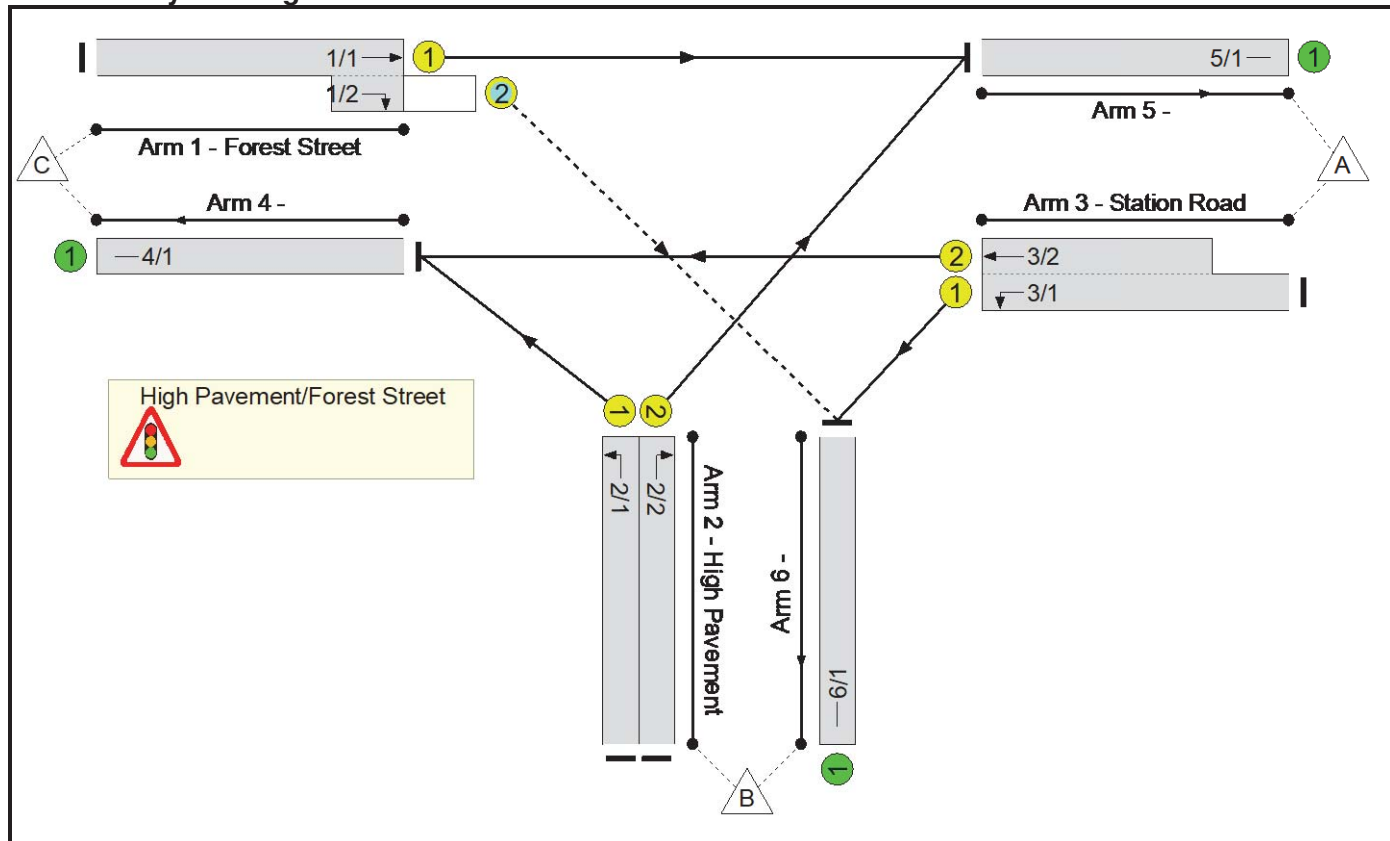 1/1
1
5/1
1
1/2
2
Arm 5 -
Arm 1 - Forest Street
C
A
Arm 4 -
Arm 3 - Station Road
1
4/1
2
3/2
1
3/1
High Pavement/Forest Street
1
2
2/1
2/2
Arm 2 - High Pavement
Arm 6 -
6/1
1
B